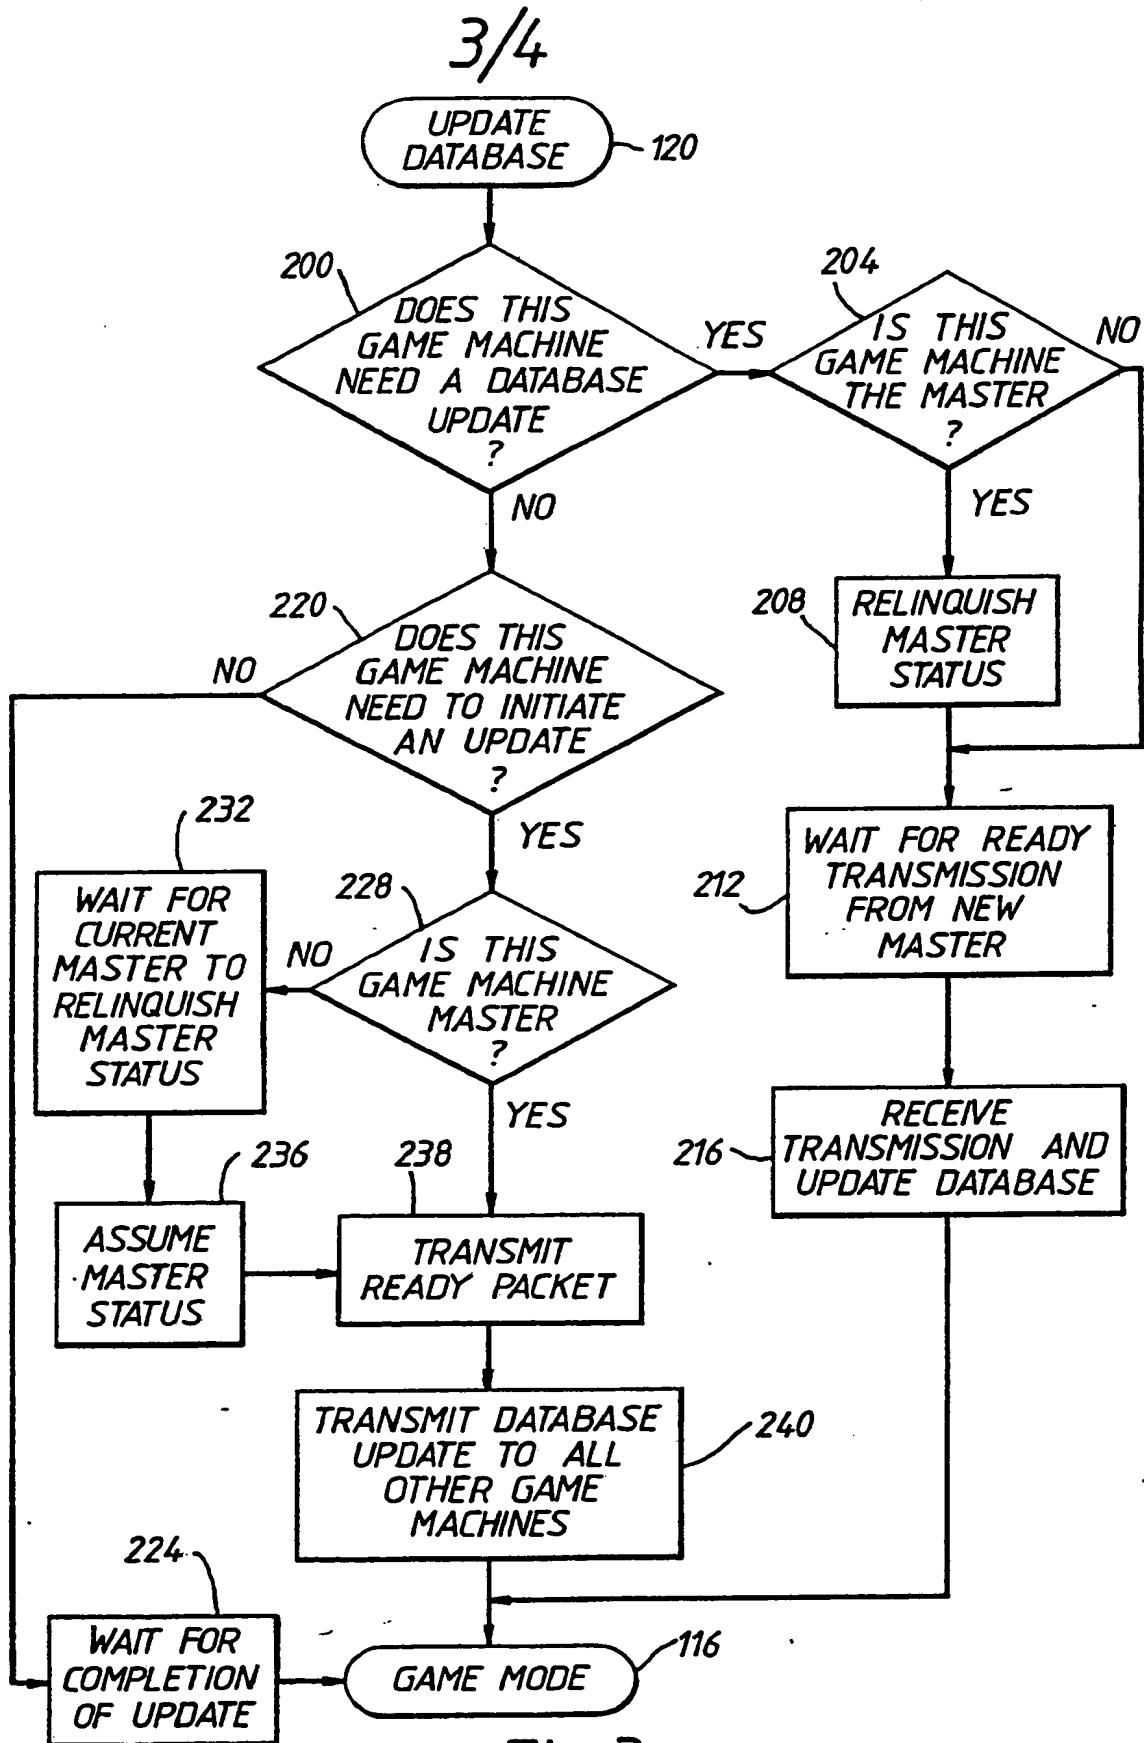 3/4
UPDATE
DATABASE
120
200
DOES THIS
GAME MACHINE
NEED A DATABASE
UPDATE
?
YES
204
IS THIS
GAME MACHINE
THE MASTER
?
NO
NO
YES
220
DOES THIS
GAME MACHINE
NEED TO INITIATE
AN UPDATE
?
NO
YES
208
RELINQUISH
MASTER
STATUS
232
WAIT FOR
CURRENT
MASTER TO
RELINQUISH
MASTER
STATUS
228
IS THIS
GAME MACHINE
MASTER
?
NO
YES
212
WAIT FOR READY
TRANSMISSION
FROM NEW
MASTER
236
ASSUME
MASTER
STATUS
238
TRANSMIT
READY PACKET
216
RECEIVE
TRANSMISSION AND
UPDATE DATABASE
TRANSMIT DATABASE
UPDATE TO ALL
OTHER GAME
MACHINES
240
224
WAIT FOR
COMPLETION
OF UPDATE
GAME MODE
116